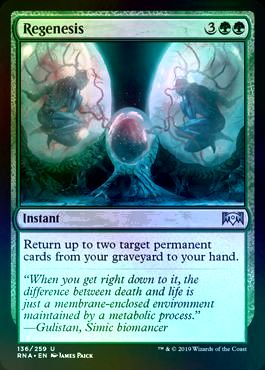 Regenesis 3
Instant
Return up to two target permanent
cards from your graveyard to your hand.
"When you get right down to it, the
difference between death and life is
just a membrane-enclosed environment
maintained by a metabolic process."
—Gulistan, Simic biomancer
136/259 U
RNA • EN James Paick
™ & © 2019 Wizards of the Coast